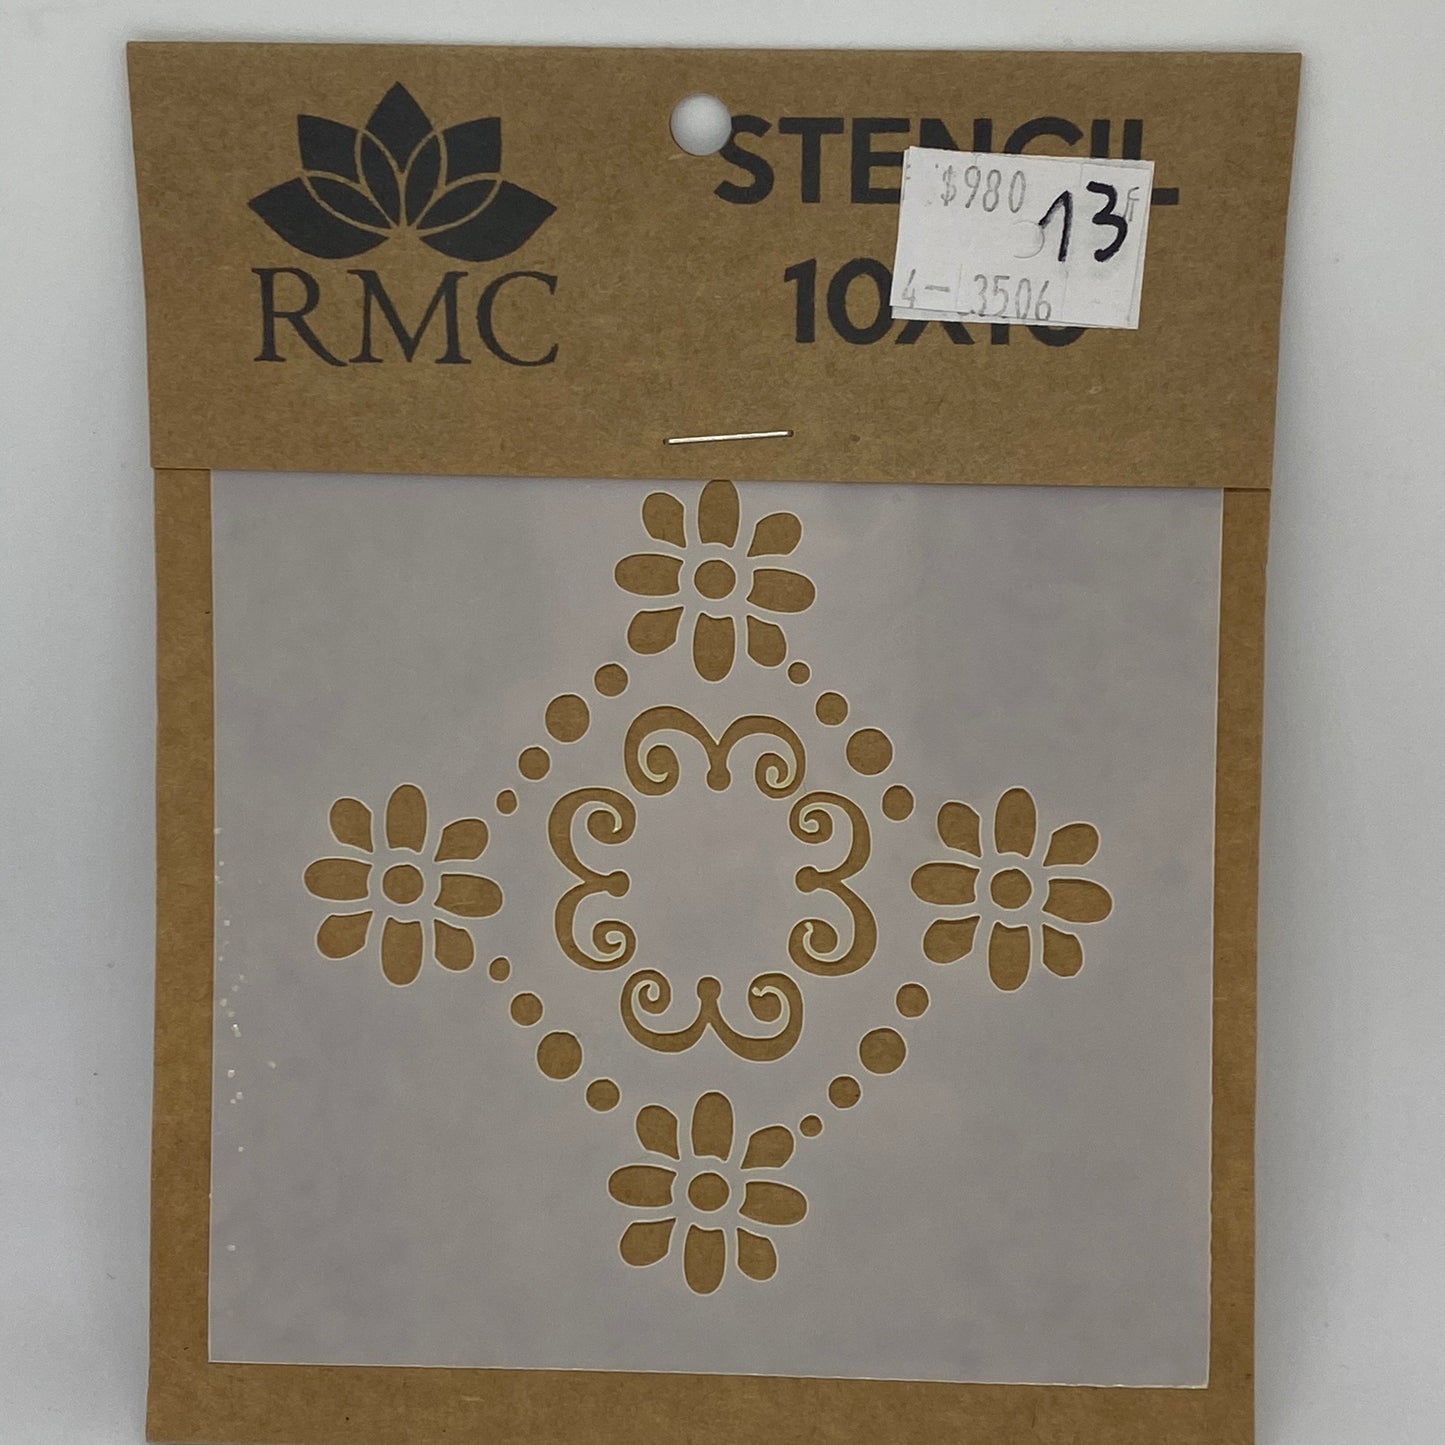 RMC
STENCIL
10X10
$980
13
4- 3506